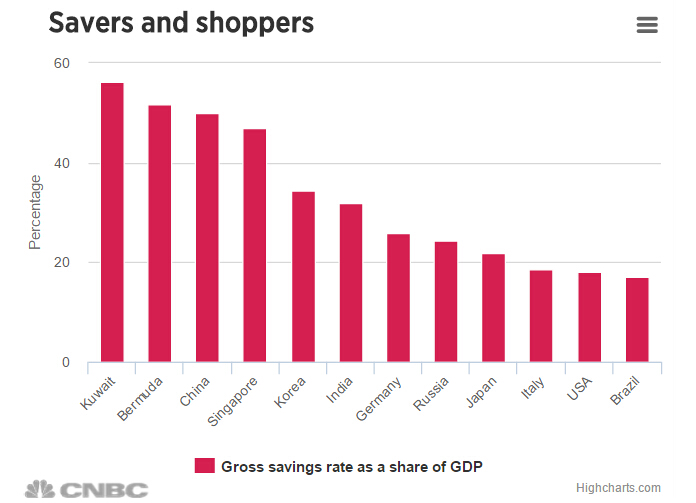 Savers and shoppers
60
40
20
0
Percentage
Kuwait
Bermuda
China
Singapore
Korea
India
Germany
Russia
Japan
Italy
USA
Brazil
Gross savings rate as a share of GDP
CNBC
Highcharts.com